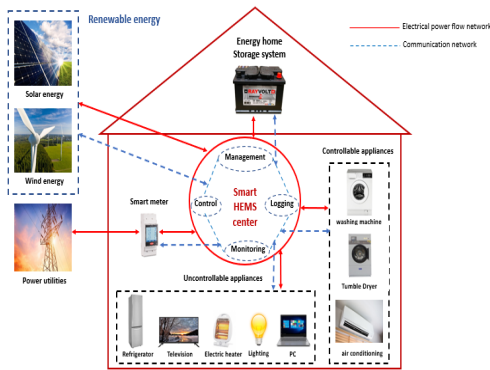 Renewable energy
Electrical power flow network
Communication network
Energy home
Storage system
RAYVOLT
Solar energy
Wind energy
Power utilities
Smart meter
Management
Control
Smart
HEMS
center
Logging
Monitoring
Controllable appliances
washing machine
Tumble Dryer
air conditioning
Uncontrollable appliances
Refrigerator
Television
Electric heater
Lighting
PC